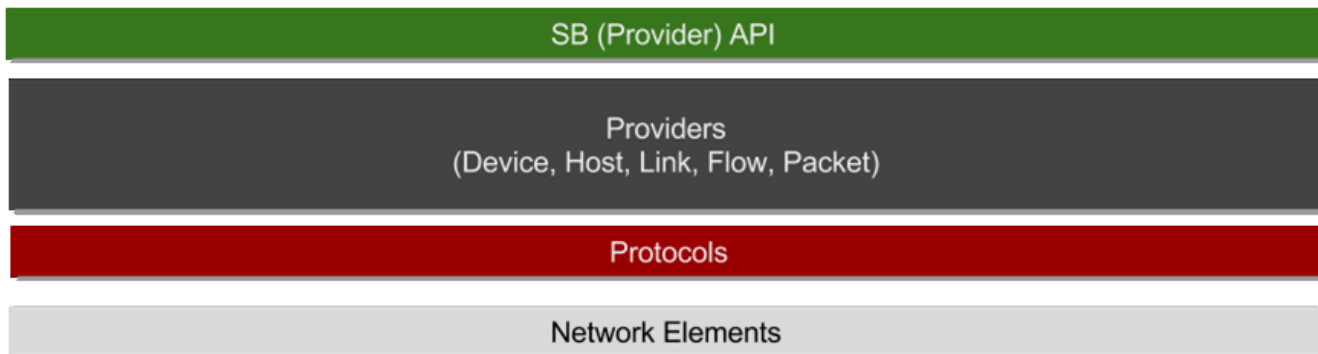 SB (Provider) API
Providers
(Device, Host, Link, Flow, Packet)
Protocols
Network Elements